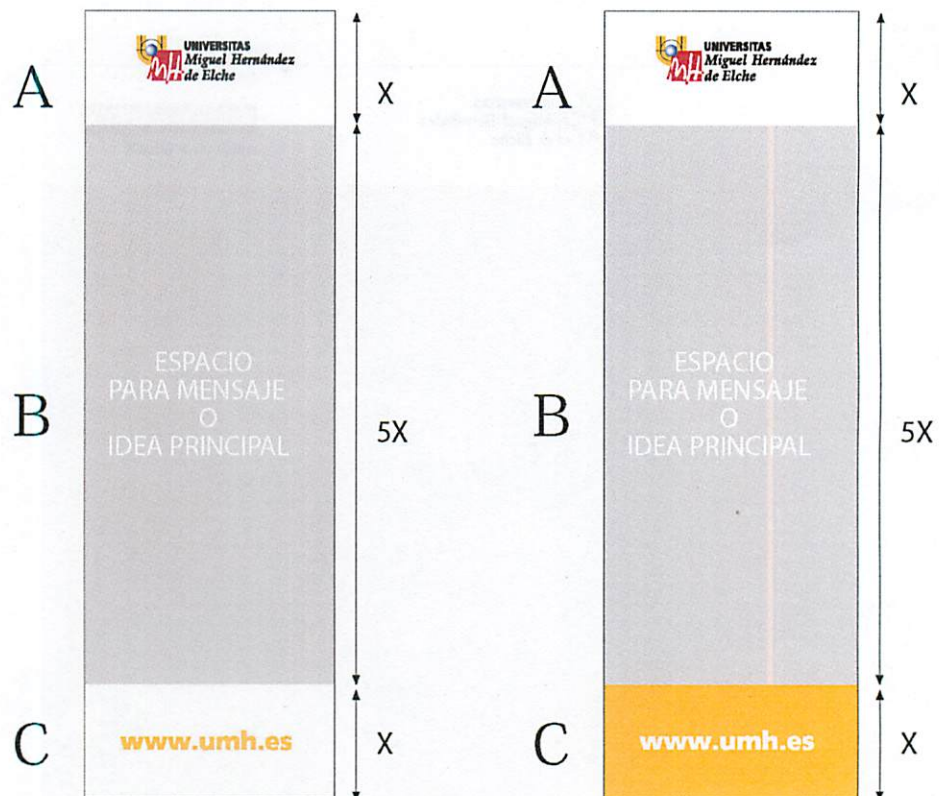 UNIVERSITAS
Miguel Hernández
de Elche
A
X
ESPACIO
PARA MENSAJE
O
IDEA PRINCIPAL
B
5X
C
www.umh.es
X
UNIVERSITAS
Miguel Hernández
de Elche
A
X
ESPACIO
PARA MENSAJE
O
IDEA PRINCIPAL
B
5X
C
www.umh.es
X